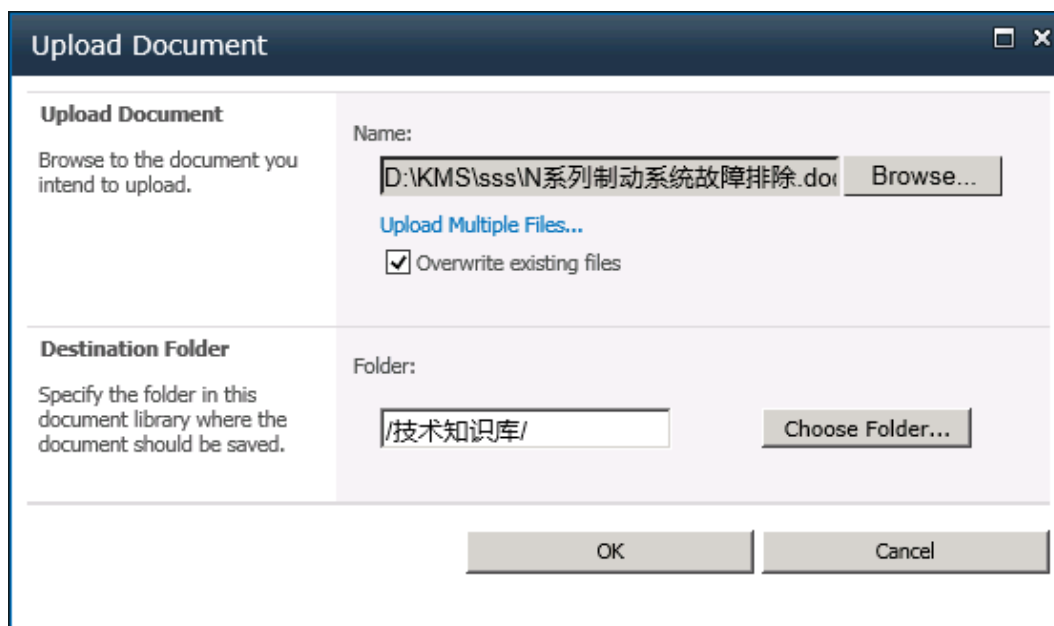 Upload Document
Upload Document
Browse to the document you
intend to upload.
Name:
D:\KMS\sss\N系列制动系统故障排除.doc
Browse...
Upload Multiple Files...
Overwrite existing files
Destination Folder
Specify the folder in this
document library where the
document should be saved.
Folder:
/技术知识库/
Choose Folder...
OK
Cancel